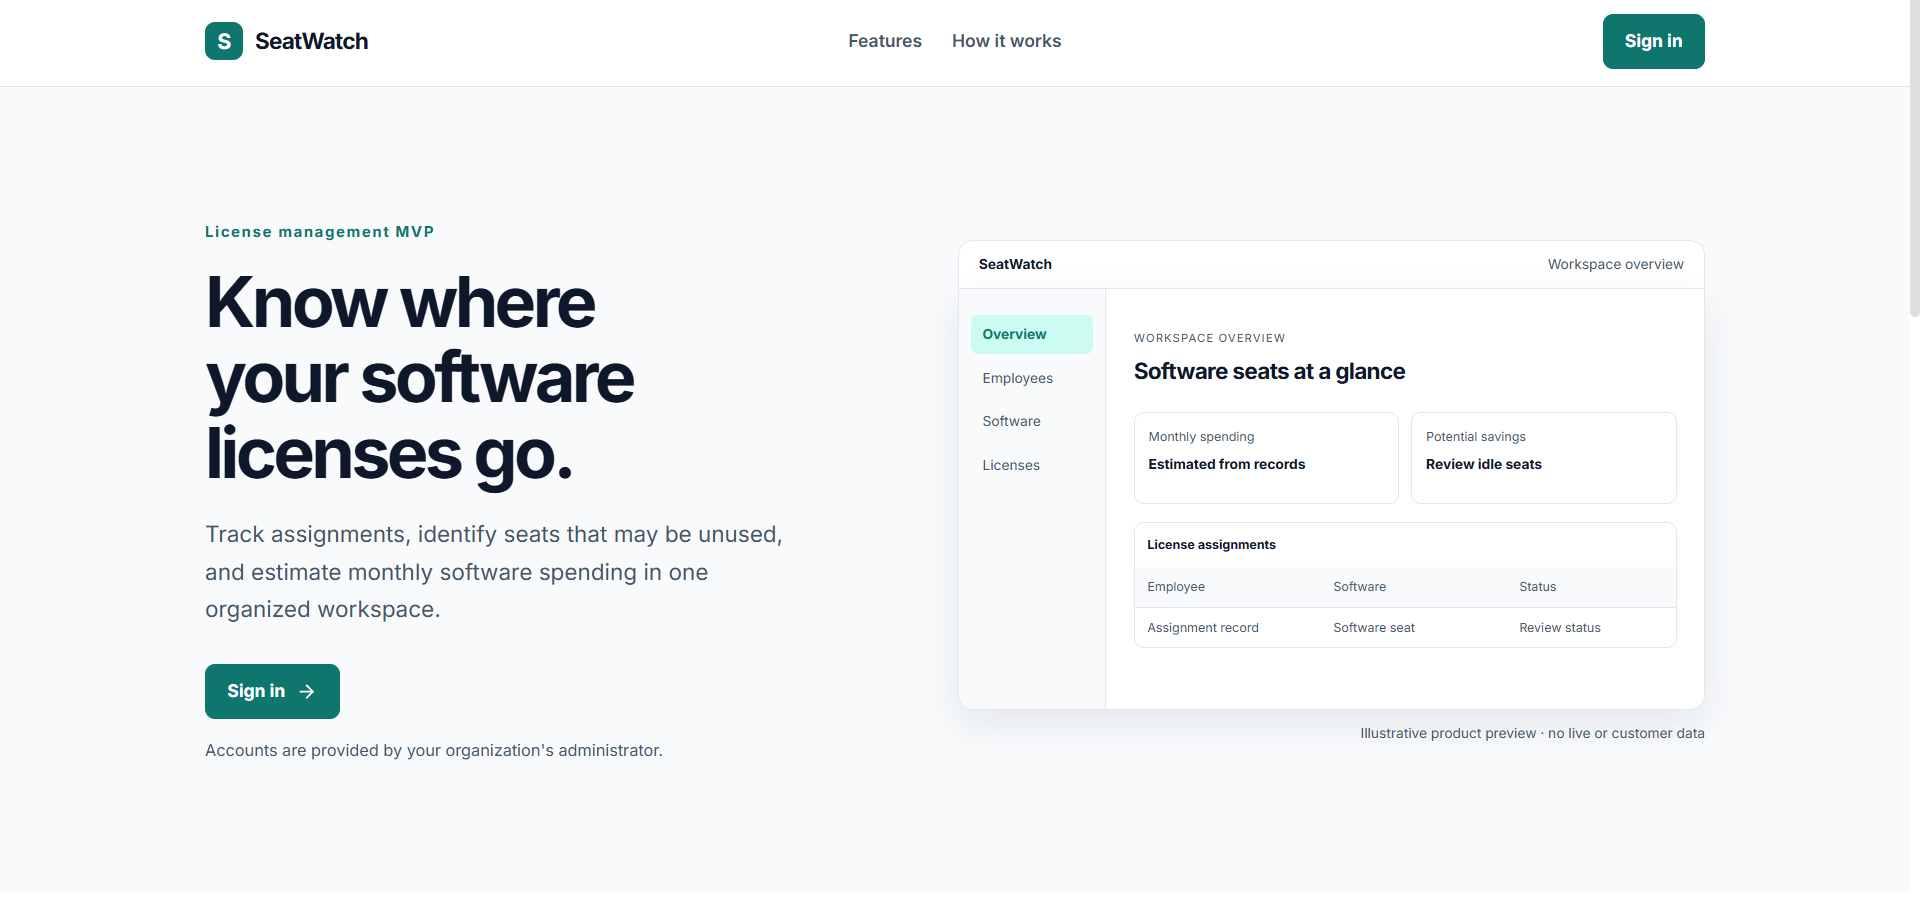 S SeatWatch
Features
How it works
Sign in
License management MVP
Know where
your software
licenses go.
Track assignments, identify seats that may be unused,
and estimate monthly software spending in one
organized workspace.
Sign in →
Accounts are provided by your organization's administrator.
SeatWatch
Workspace overview
Overview
Employees
Software
Licenses
WORKSPACE OVERVIEW
Software seats at a glance
Monthly spending
Estimated from records
Potential savings
Review idle seats
License assignments
Employee Software Status
Assignment record Software seat Review status
Illustrative product preview · no live or customer data